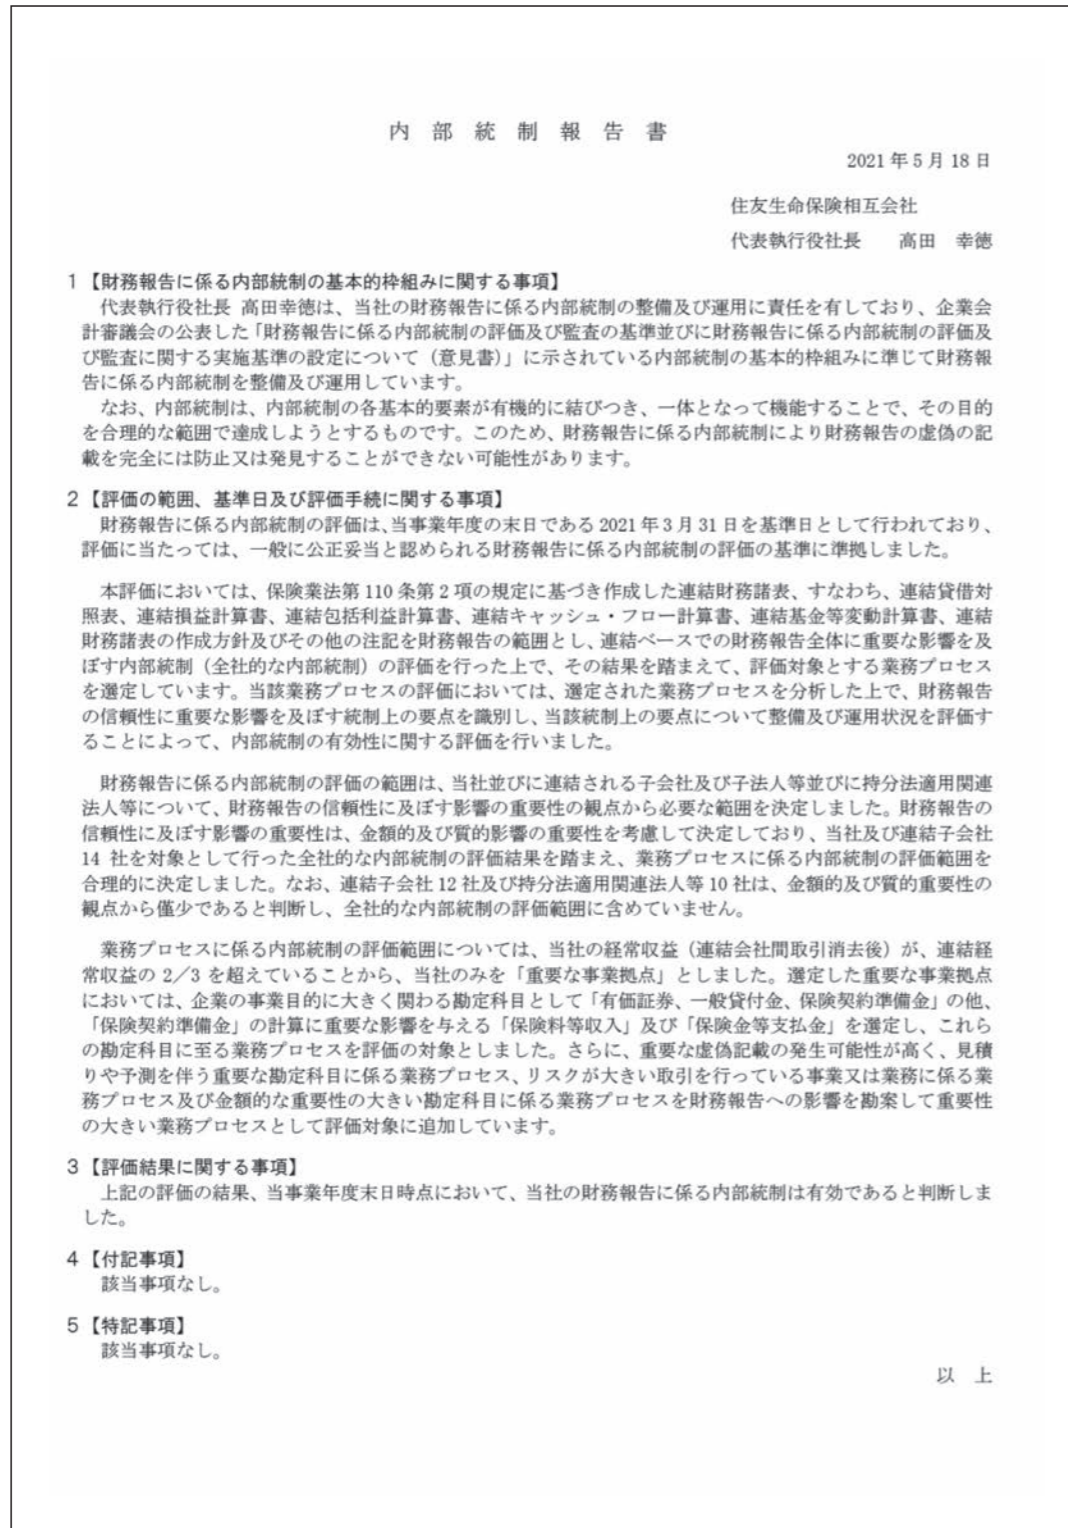 内 部 統 制 報 告 書
2021 年 5 月 18 日
住友生命保険相互会社
代表執行役社長　　高田　幸徳
1【財務報告に係る内部統制の基本的枠組みに関する事項】
代表執行役社長 高田幸徳は、当社の財務報告に係る内部統制の整備及び運用に責任を有しており、企業会
計審議会の公表した「財務報告に係る内部統制の評価及び監査の基準並びに財務報告に係る内部統制の評価及
び監査に関する実施基準の設定について（意見書）」に示されている内部統制の基本的枠組みに準じて財務報
告に係る内部統制を整備及び運用しています。
なお、内部統制は、内部統制の各基本的要素が有機的に結びつき、一体となって機能することで、その目的
を合理的な範囲で達成しようとするものです。このため、財務報告に係る内部統制により財務報告の虚偽の記
載を完全には防止又は発見することができない可能性があります。
2【評価の範囲、基準日及び評価手続に関する事項】
財務報告に係る内部統制の評価は、当事業年度の末日である 2021 年 3 月 31 日を基準日として行われており、
評価に当たっては、一般に公正妥当と認められる財務報告に係る内部統制の評価の基準に準拠しました。
本評価においては、保険業法第 110 条第 2 項の規定に基づき作成した連結財務諸表、すなわち、連結貸借対
照表、連結損益計算書、連結包括利益計算書、連結キャッシュ・フロー計算書、連結基金等変動計算書、連結
財務諸表の作成方針及びその他の注記を財務報告の範囲とし、連結ベースでの財務報告全体に重要な影響を及
ぼす内部統制（全社的な内部統制）の評価を行った上で、その結果を踏まえて、評価対象とする業務プロセス
を選定しています。当該業務プロセスの評価においては、選定された業務プロセスを分析した上で、財務報告
の信頼性に重要な影響を及ぼす統制上の要点を識別し、当該統制上の要点について整備及び運用状況を評価す
ることによって、内部統制の有効性に関する評価を行いました。
財務報告に係る内部統制の評価の範囲は、当社並びに連結される子会社及び子法人等並びに持分法適用関連
法人等について、財務報告の信頼性に及ぼす影響の重要性の観点から必要な範囲を決定しました。財務報告の
信頼性に及ぼす影響の重要性は、金額的及び質的影響の重要性を考慮して決定しており、当社及び連結子会社
14 社を対象として行った全社的な内部統制の評価結果を踏まえ、業務プロセスに係る内部統制の評価範囲を
合理的に決定しました。なお、連結子会社 12 社及び持分法適用関連法人等 10 社は、金額的及び質的重要性の
観点から僅少であると判断し、全社的な内部統制の評価範囲に含めていません。
業務プロセスに係る内部統制の評価範囲については、当社の経常収益（連結会社間取引消去後）が、連結経
常収益の 2／3 を超えていることから、当社のみを「重要な事業拠点」としました。選定した重要な事業拠点
においては、企業の事業目的に大きく関わる勘定科目として「有価証券、一般貸付金、保険契約準備金」の他、
「保険契約準備金」の計算に重要な影響を与える「保険料等収入」及び「保険金等支払金」を選定し、これら
の勘定科目に至る業務プロセスを評価の対象としました。さらに、重要な虚偽記載の発生可能性が高く、見積
りや予測を伴う重要な勘定科目に係る業務プロセス、リスクが大きい取引を行っている事業又は業務に係る業
務プロセス及び金額的な重要性の大きい勘定科目に係る業務プロセスを財務報告への影響を勘案して重要性
の大きい業務プロセスとして評価対象に追加しています。
3【評価結果に関する事項】
上記の評価の結果、当事業年度末日時点において、当社の財務報告に係る内部統制は有効であると判断しま
した。
4【付記事項】
該当事項なし。
5【特記事項】
該当事項なし。
以　上